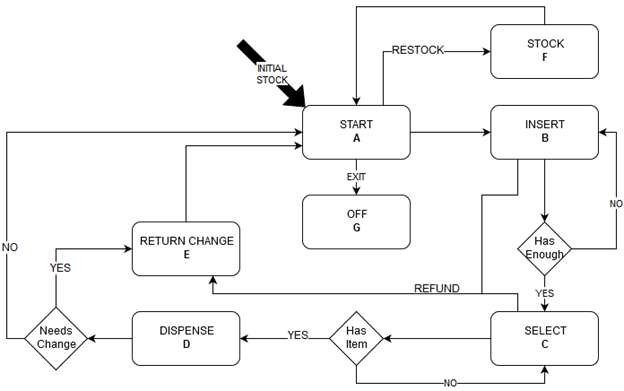 STOCK
F
RESTOCK
INITIAL
STOCK
START
A
INSERT
B
EXIT
OFF
G
NO
RETURN CHANGE
E
Has
Enough
NO
YES
REFUND
YES
Needs
Change
DISPENSE
D
YES
Has
Item
SELECT
C
NO